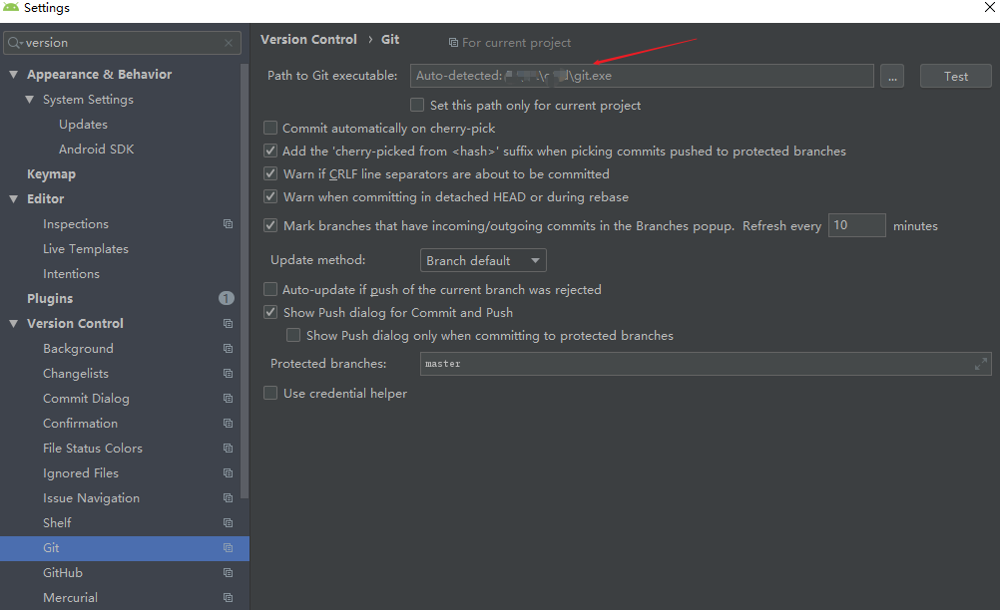 Settings
version
Appearance & Behavior
System Settings
Updates
Android SDK
Keymap
Editor
Inspections
Live Templates
Intentions
Plugins 1
Version Control
Background
Changelists
Commit Dialog
Confirmation
File Status Colors
Ignored Files
Issue Navigation
Shelf
Git
GitHub
Mercurial
Version Control › Git For current project
Path to Git executable: Auto-detected: \git.exe ... Test
Set this path only for current project
Commit automatically on cherry-pick
Add the 'cherry-picked from <hash>' suffix when picking commits pushed to protected branches
Warn if CRLF line separators are about to be committed
Warn when committing in detached HEAD or during rebase
Mark branches that have incoming/outgoing commits in the Branches popup. Refresh every 10 minutes
Update method: Branch default
Auto-update if push of the current branch was rejected
Show Push dialog for Commit and Push
Show Push dialog only when committing to protected branches
Protected branches: master
Use credential helper